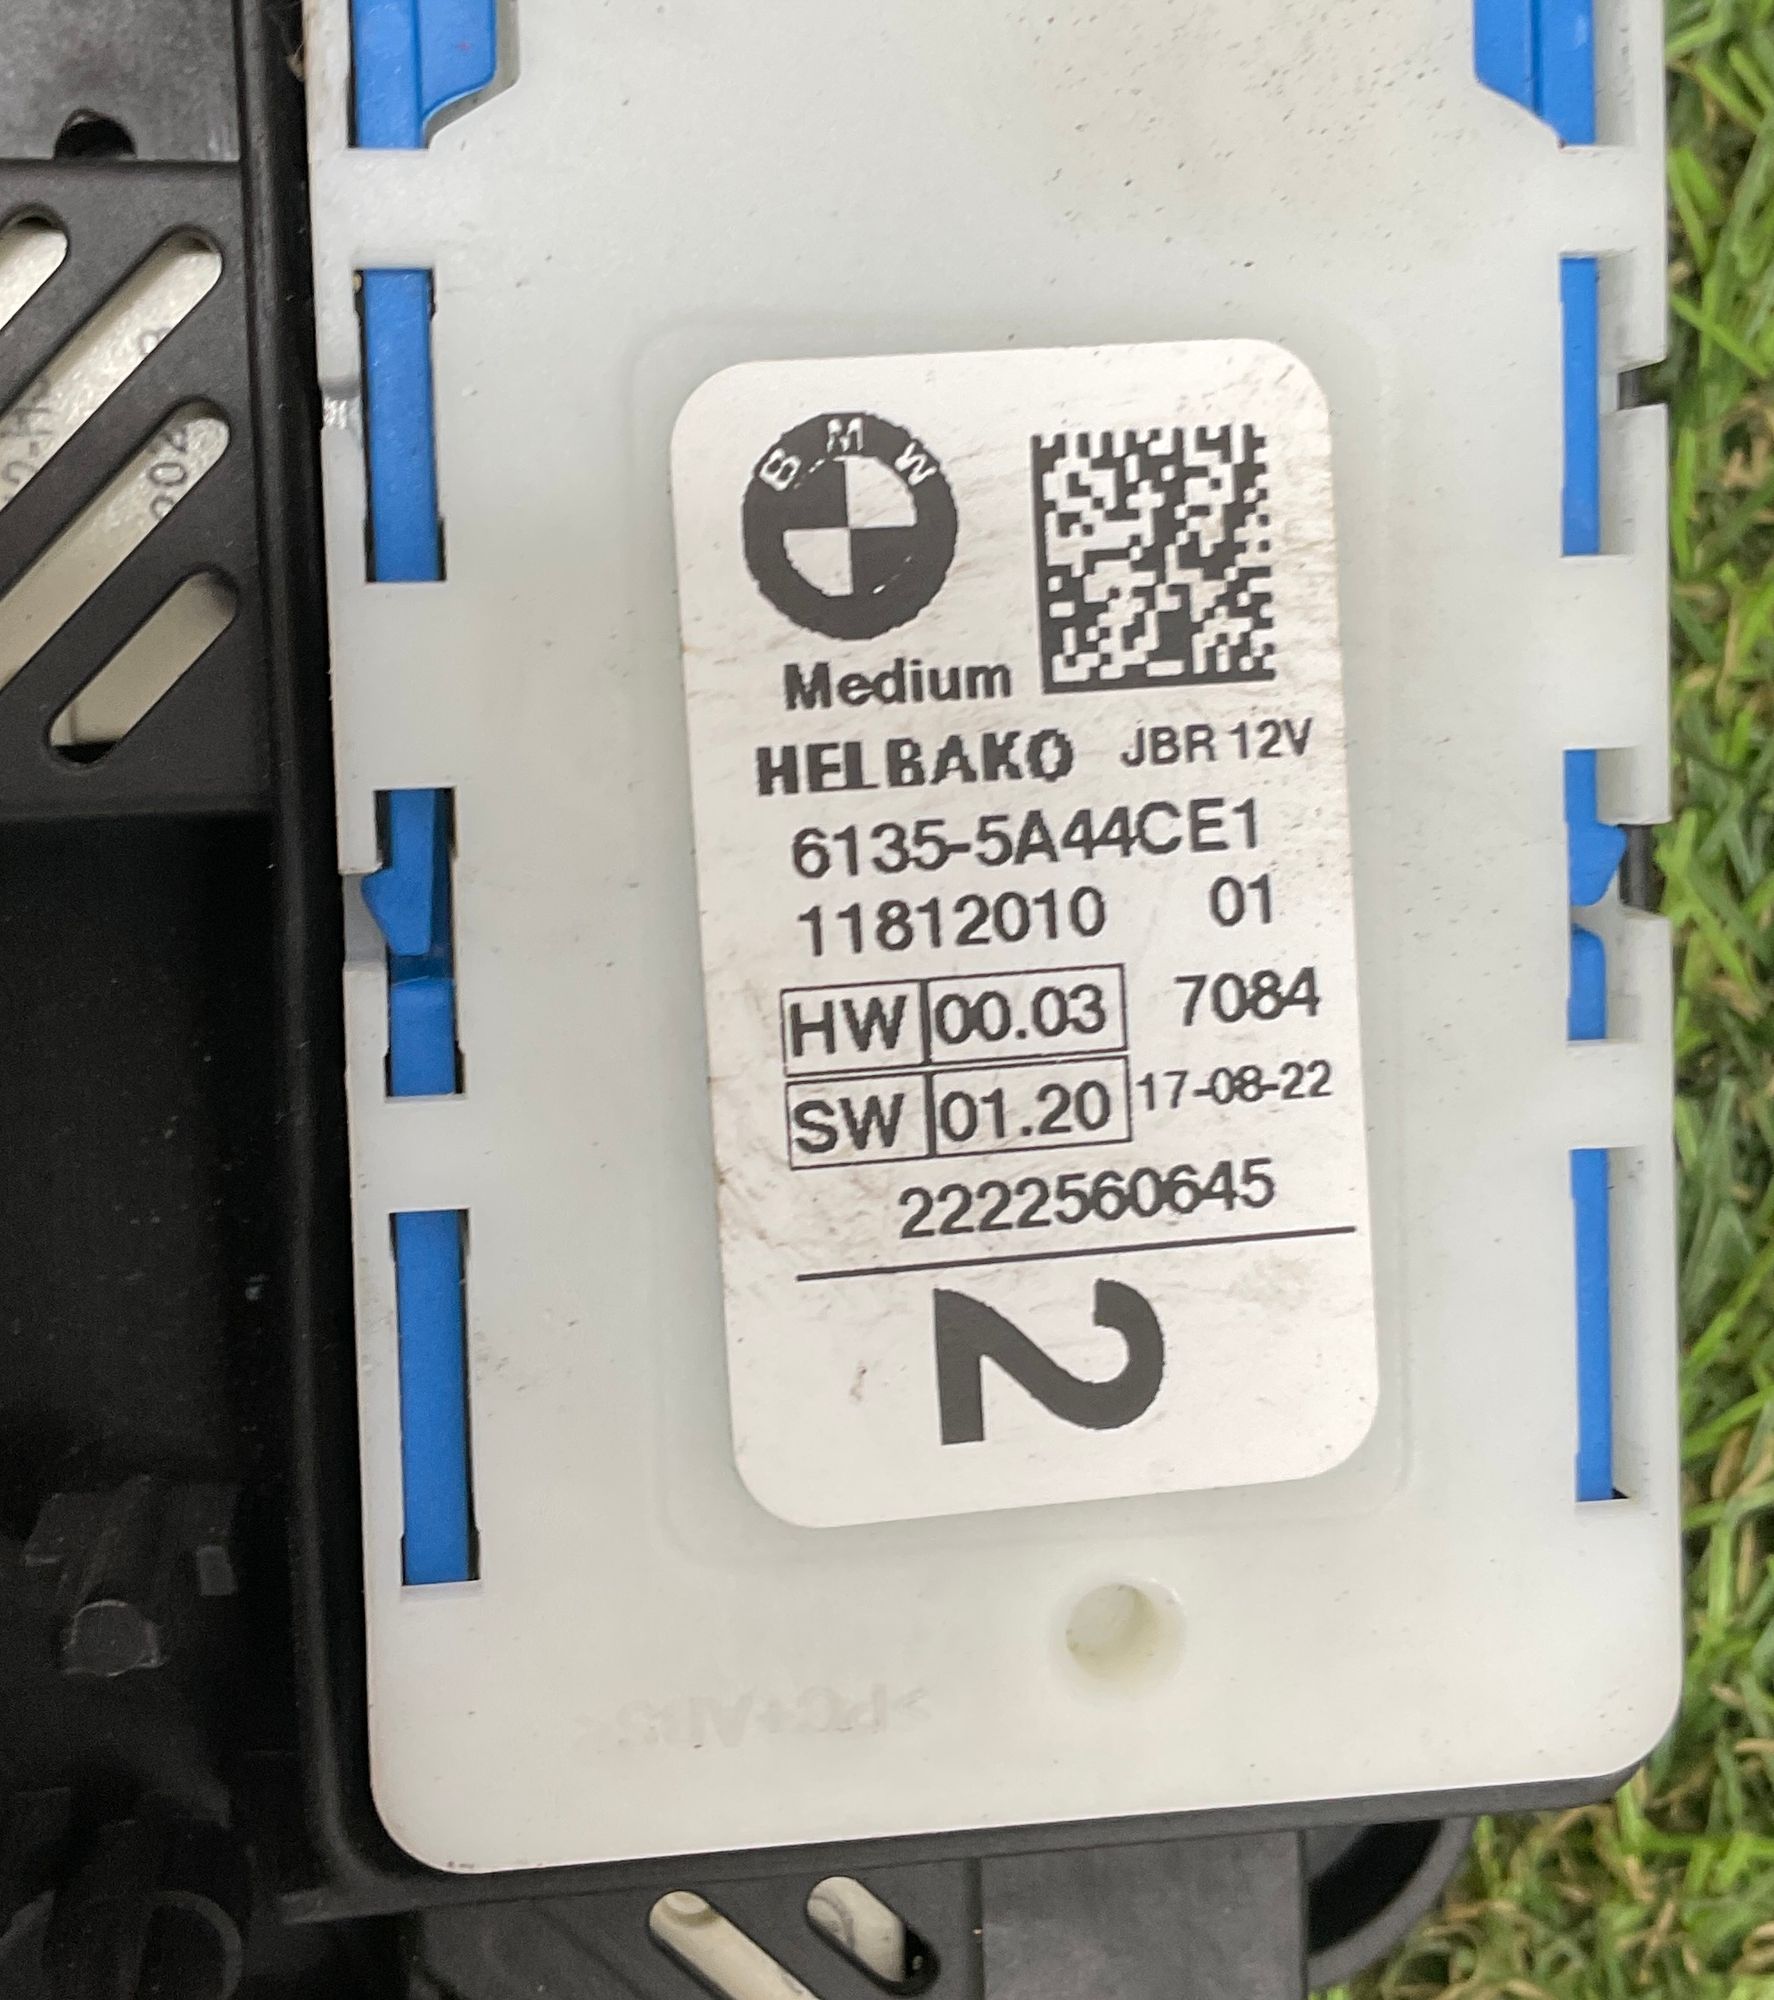 BMW
Medium
HELBAKO JBR 12V
6135-5A44CE1
11812010 01
HW 00.03 7084
SW 01.20 17-08-22
2222560645
2